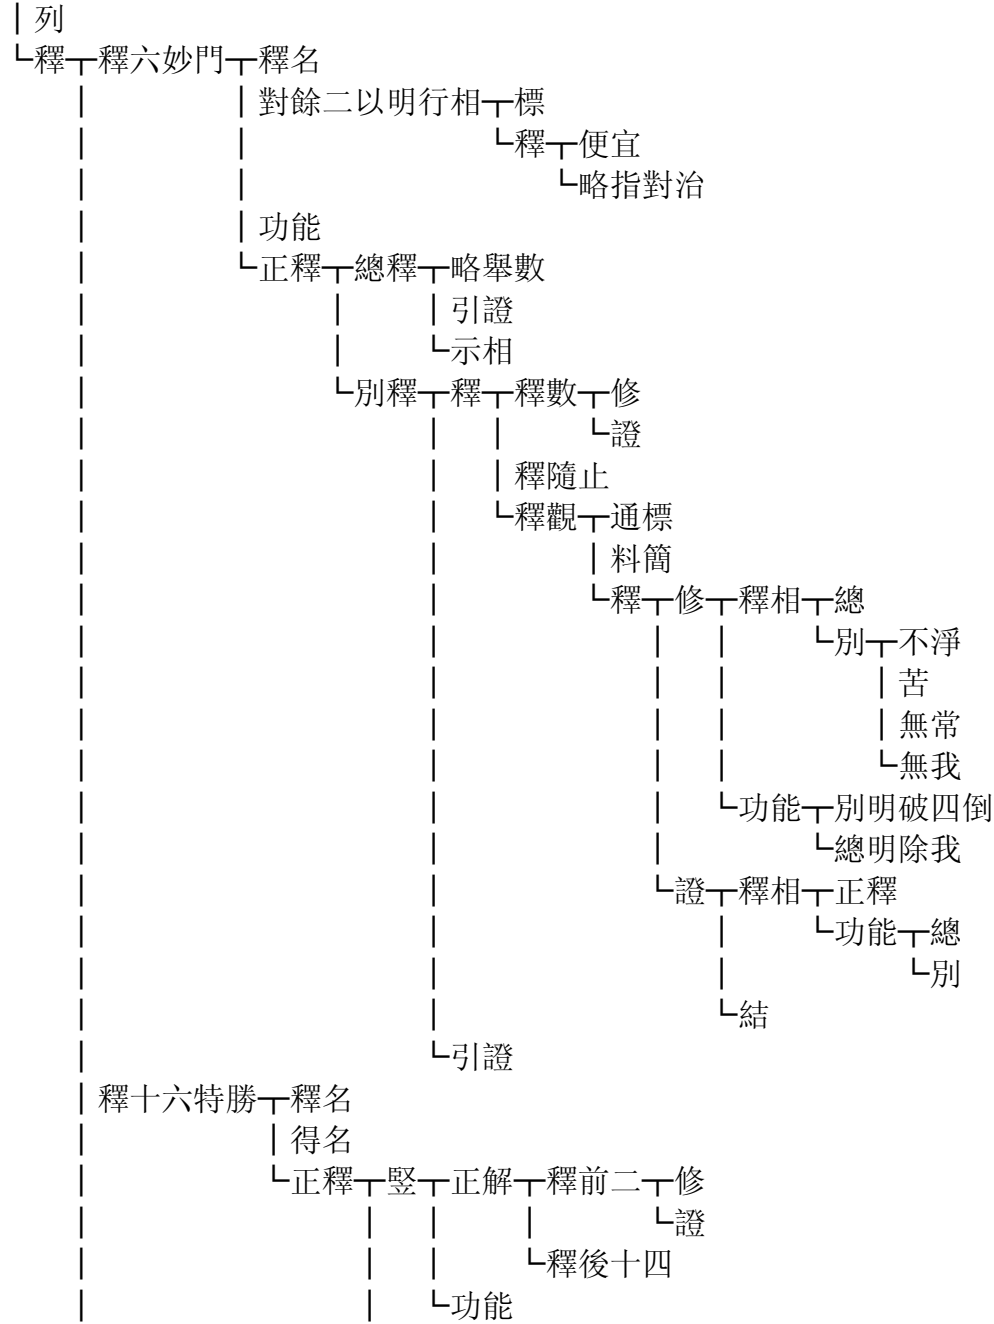 │列
└釋┬釋六妙門┬釋名
│對餘二以明行相┬標
└釋┬便宜
└略指對治
│功能
└正釋┬總釋┬略舉數
│引證
└示相
└別釋┬釋┬釋數┬修
└證
│釋隨止
└釋觀┬通標
│料簡
└釋┬修┬釋相┬總
└別┬不淨
│苦
│無常
└無我
└功能┬別明破四倒
└總明除我
└證┬釋相┬正釋
└功能┬總
└別
└結
└引證
│釋十六特勝┬釋名
│得名
└正釋┬竪┬正解┬釋前二┬修
└證
└釋後十四
└功能